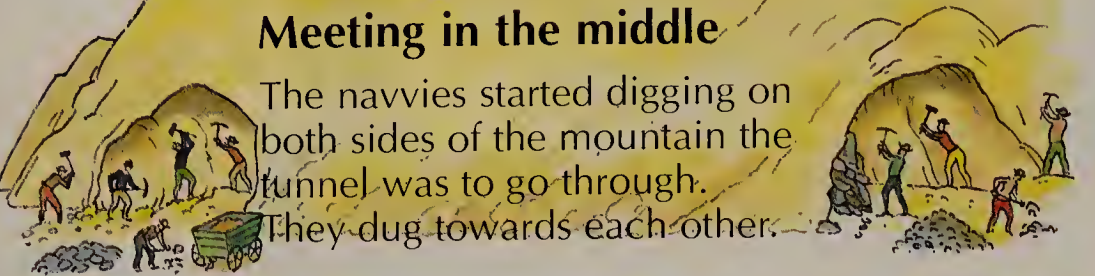 Meeting in the middle
The navvies started digging on
both sides of the mountain the
tunnel was to go through.
They dug towards each other.